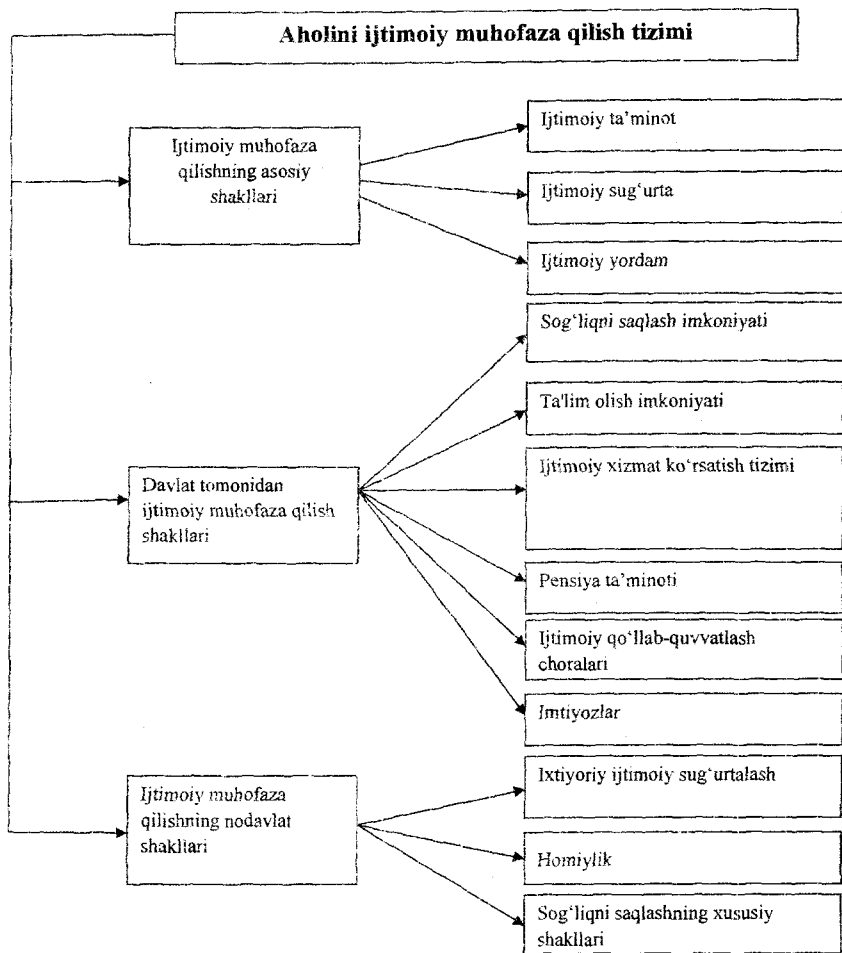 Aholini ijtimoiy muhofaza qilish tizimi
Ijtimoiy muhofaza
qilishning asosiy
shakllari
Ijtimoiy ta’minot
Ijtimoiy sug‘urta
Ijtimoiy yordam
Davlat tomonidan
ijtimoiy muhofaza qilish
shakllari
Sog‘liqni saqlash imkoniyati
Ta'lim olish imkoniyati
Ijtimoiy xizmat ko‘rsatish tizimi
Pensiya ta’minoti
Ijtimoiy qo‘llab-quvvatlash
choralari
Imtiyozlar
Ijtimoiy muhofaza
qilishning nodavlat
shakllari
Ixtiyoriy ijtimoiy sug‘urtalash
Homiylik
Sog‘liqni saqlashning xususiy
shakllari